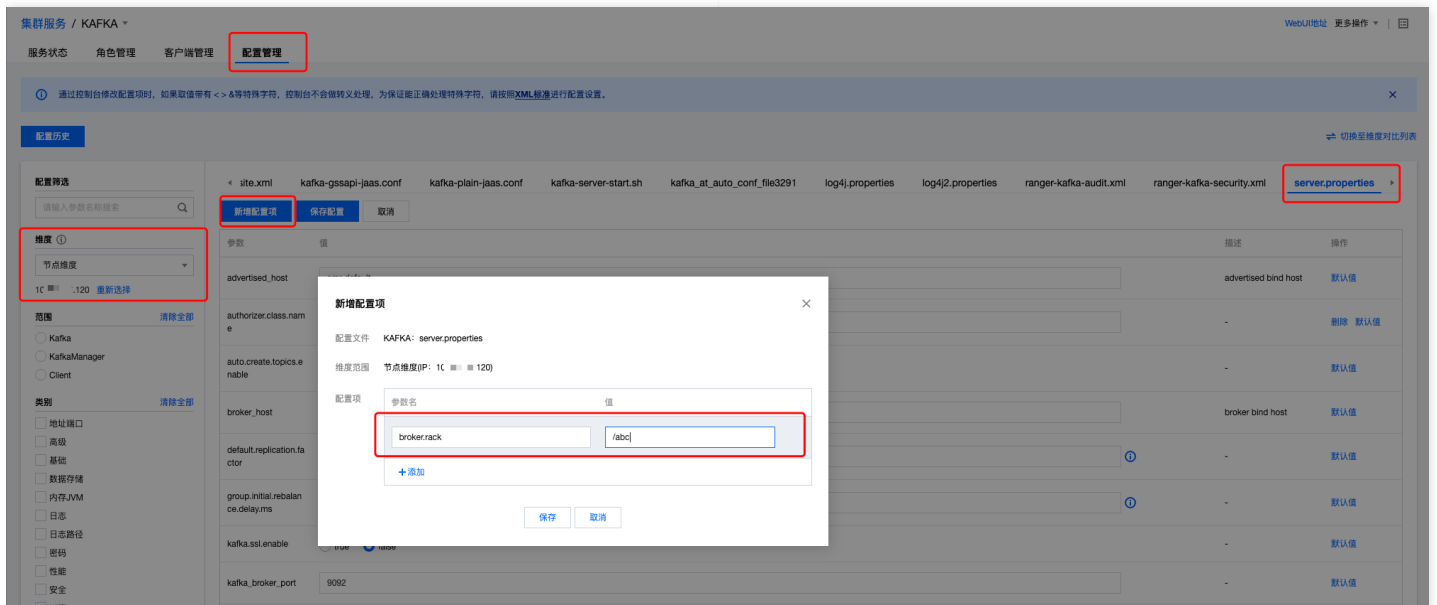 集群服务 / KAFKA
WebUI地址 更多操作
服务状态 角色管理 客户端管理 配置管理
通过控制台修改配置项时，如果取值带有 < > &等特殊字符，控制台不会做转义处理，为保证能正确处理特殊字符，请按照XML标准进行配置设置。
配置历史
切换至维度对比列表
配置筛选
请输入参数名称搜索
维度
节点维度
.120 重新选择
范围 清除全部
Kafka
KafkaManager
Client
类别 清除全部
地址端口
高级
基础
数据存储
内存JVM
日志
日志路径
密码
性能
安全
site.xml kafka-gssapi-jaas.conf kafka-plain-jaas.conf kafka-server-start.sh kafka_at_auto_conf_file3291 log4j.properties log4j2.properties ranger-kafka-audit.xml ranger-kafka-security.xml server.properties
新增配置项 保存配置 取消
参数 值 描述 操作
advertised_host advertised bind host 默认值
authorizer.class.nam
e - 删除 默认值
auto.create.topics.e
nable - 默认值
broker_host broker bind host 默认值
default.replication.fa
ctor - 默认值
group.initial.rebalan
ce.delay.ms - 默认值
kafka.ssl.enable true false - 默认值
kafka_broker_port 9092 - 默认值
新增配置项
配置文件 KAFKA：server.properties
维度范围 节点维度(IP：10 120)
配置项 参数名 值
broker.rack /abc
+添加
保存 取消